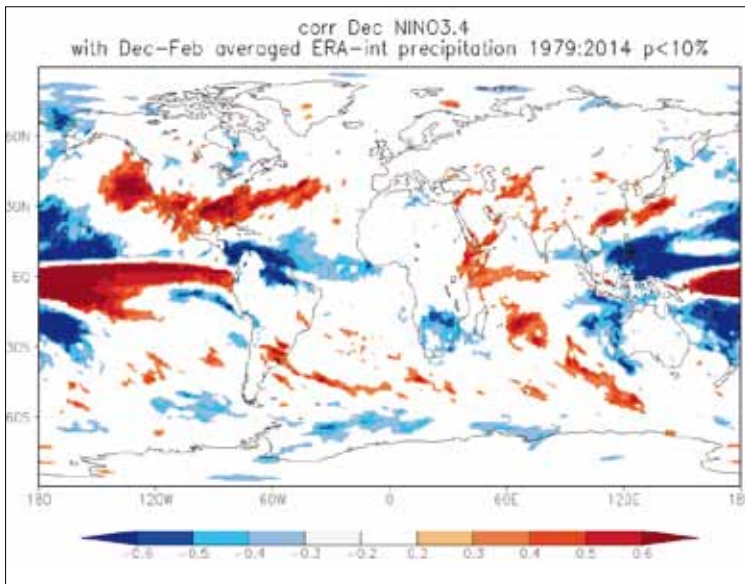 corr Dec NINO3.4
with Dec-Feb averaged ERA-int precipitation 1979:2014 p<10%
60N
30N
EQ
30S
60S
180 120W 60W 0 60E 120E 180
-0.6 -0.5 -0.4 -0.3 -0.2 0.2 0.3 0.4 0.5 0.6